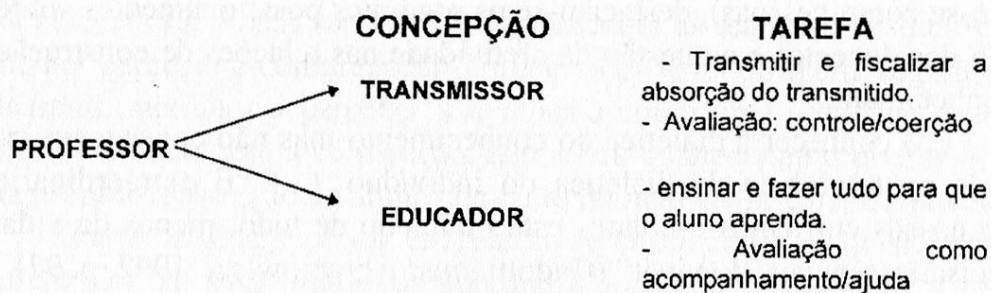 CONCEPÇÃO TAREFA
- Transmitir e fiscalizar a
TRANSMISSOR absorção do transmitido.
Avaliação: controle/coerção
PROFESSOR
- ensinar e fazer tudo para que
EDUCADOR o aluno aprenda.
- Avaliação como
acompanhamento/ajuda